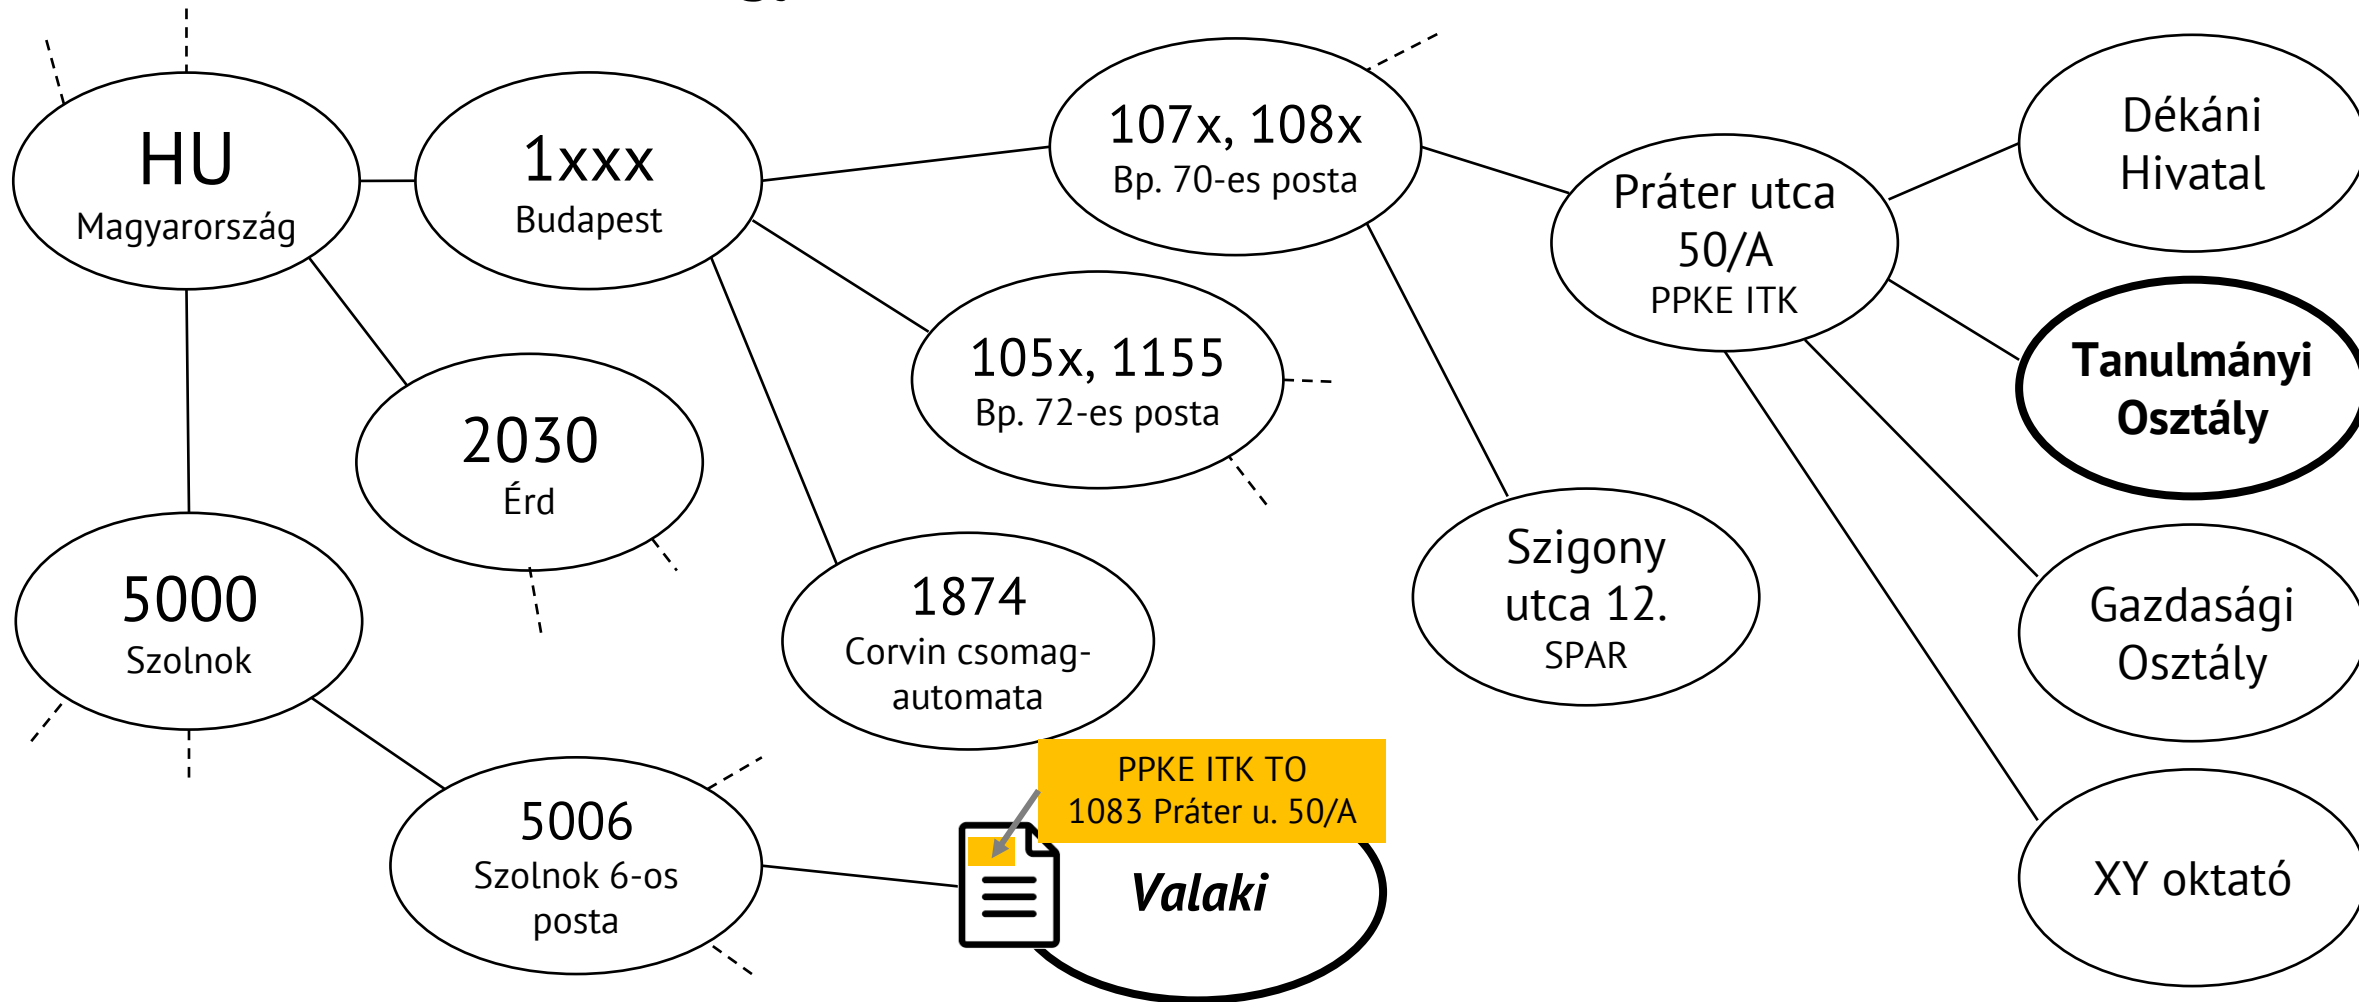 HU
Magyarország
1xxx
Budapest
107x, 108x
Bp. 70-es posta
Práter utca
50/A
PPKE ITK
Dékáni
Hivatal
105x, 1155
Bp. 72-es posta
Tanulmányi
Osztály
2030
Érd
5000
Szolnok
1874
Corvin csomag-
automata
Szigony
utca 12.
SPAR
Gazdasági
Osztály
5006
Szolnok 6-os
posta
PPKE ITK TO
1083 Práter u. 50/A
Valaki
XY oktató